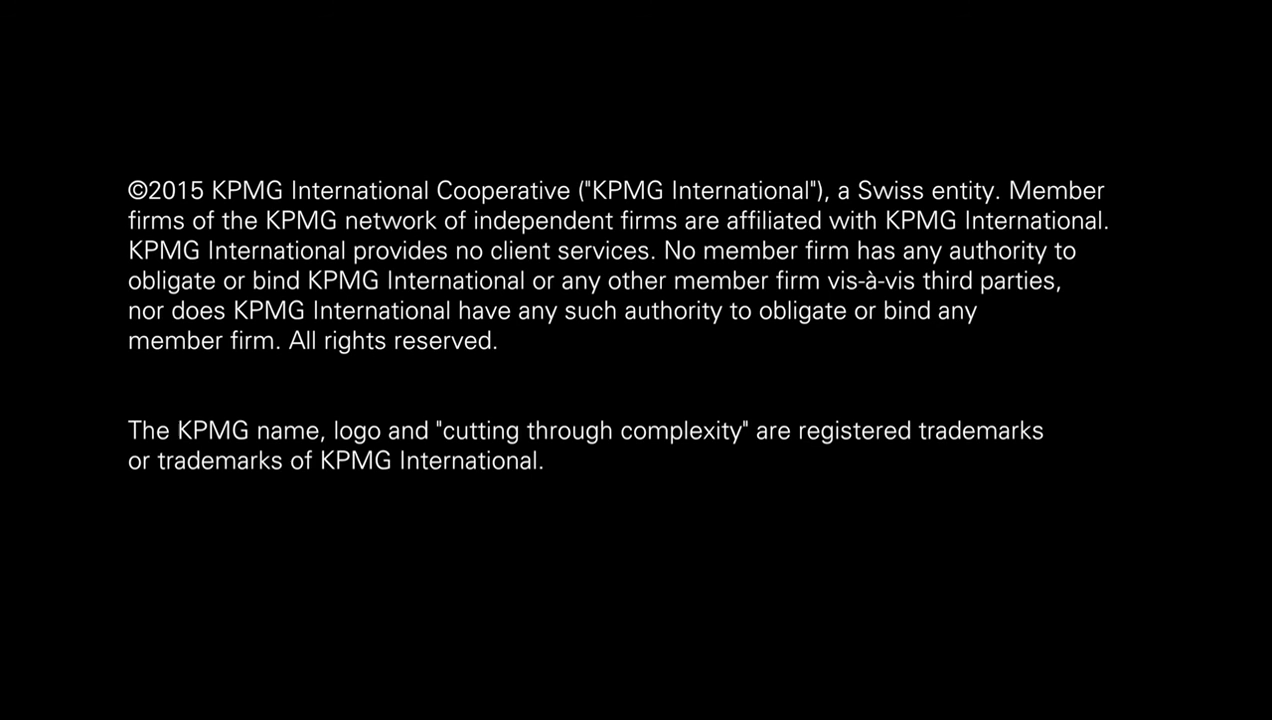 ©2015 KPMG International Cooperative ("KPMG International"), a Swiss entity. Member
firms of the KPMG network of independent firms are affiliated with KPMG International.
KPMG International provides no client services. No member firm has any authority to
obligate or bind KPMG International or any other member firm vis-à-vis third parties,
nor does KPMG International have any such authority to obligate or bind any
member firm. All rights reserved.
The KPMG name, logo and "cutting through complexity" are registered trademarks
or trademarks of KPMG International.